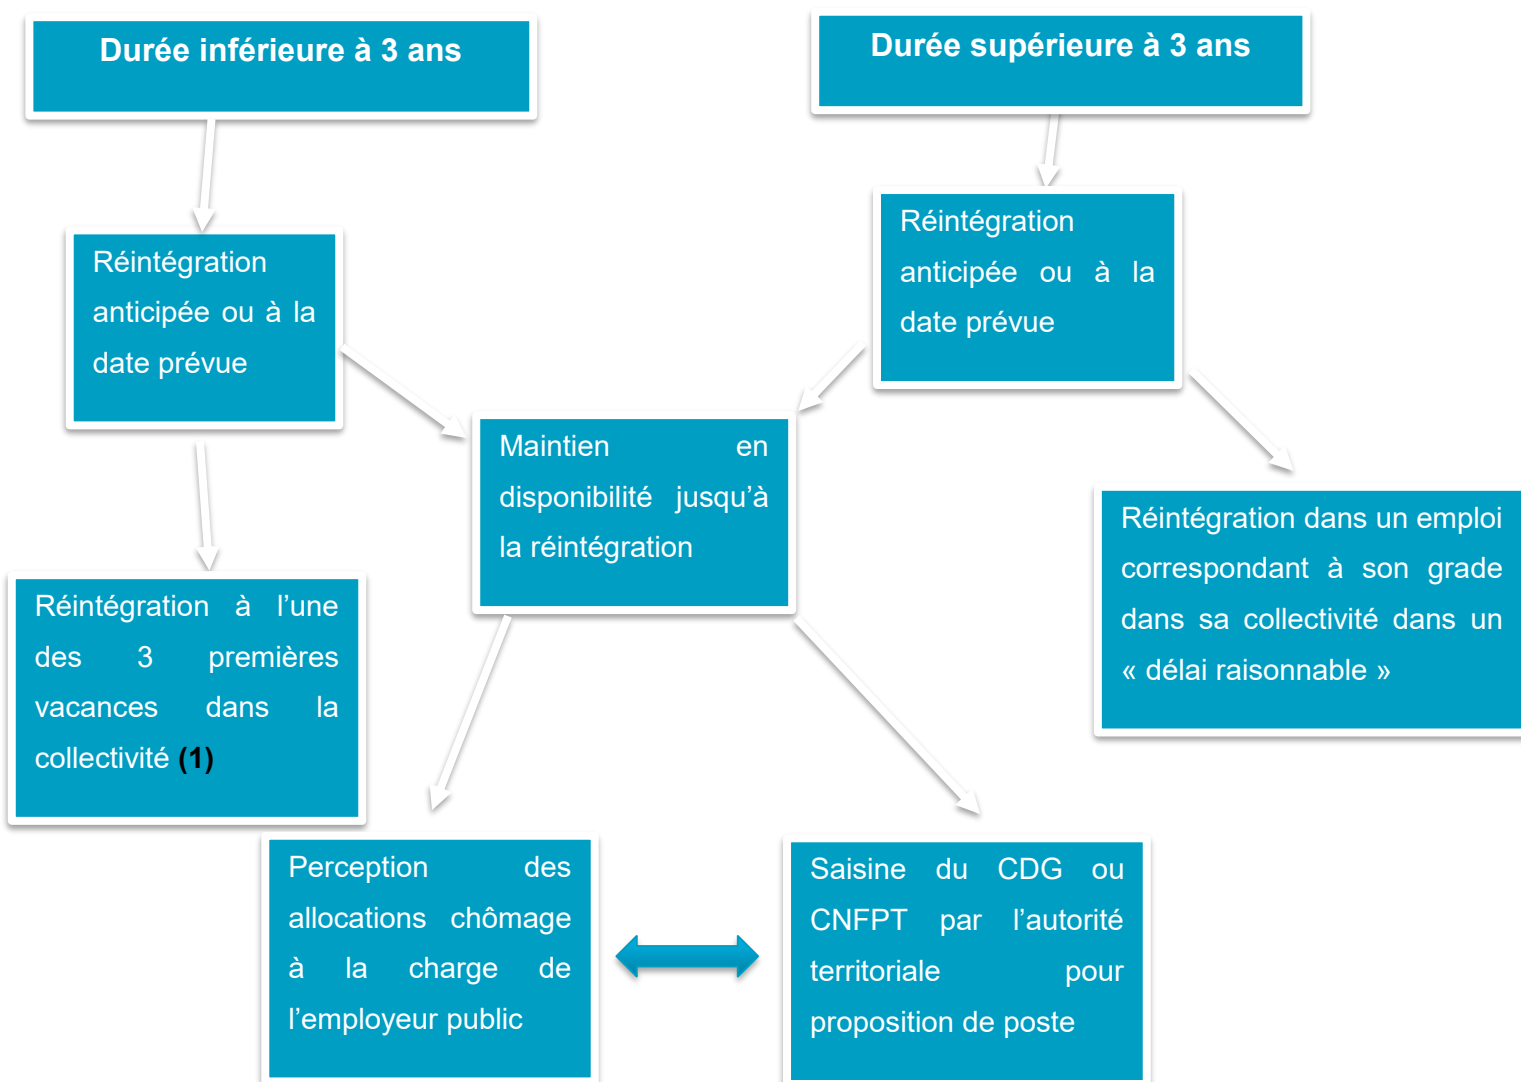 Durée inférieure à 3 ans
Durée supérieure à 3 ans
Réintégration
anticipée ou à la
date prévue
Réintégration
anticipée ou à la
date prévue
Maintien en
disponibilité jusqu’à
la réintégration
Réintégration dans un emploi
correspondant à son grade
dans sa collectivité dans un
« délai raisonnable »
Réintégration à l’une
des 3 premières
vacances dans la
collectivité (1)
Perception des
allocations chômage
à la charge de
l’employeur public
Saisine du CDG ou
CNFPT par l’autorité
territoriale pour
proposition de poste